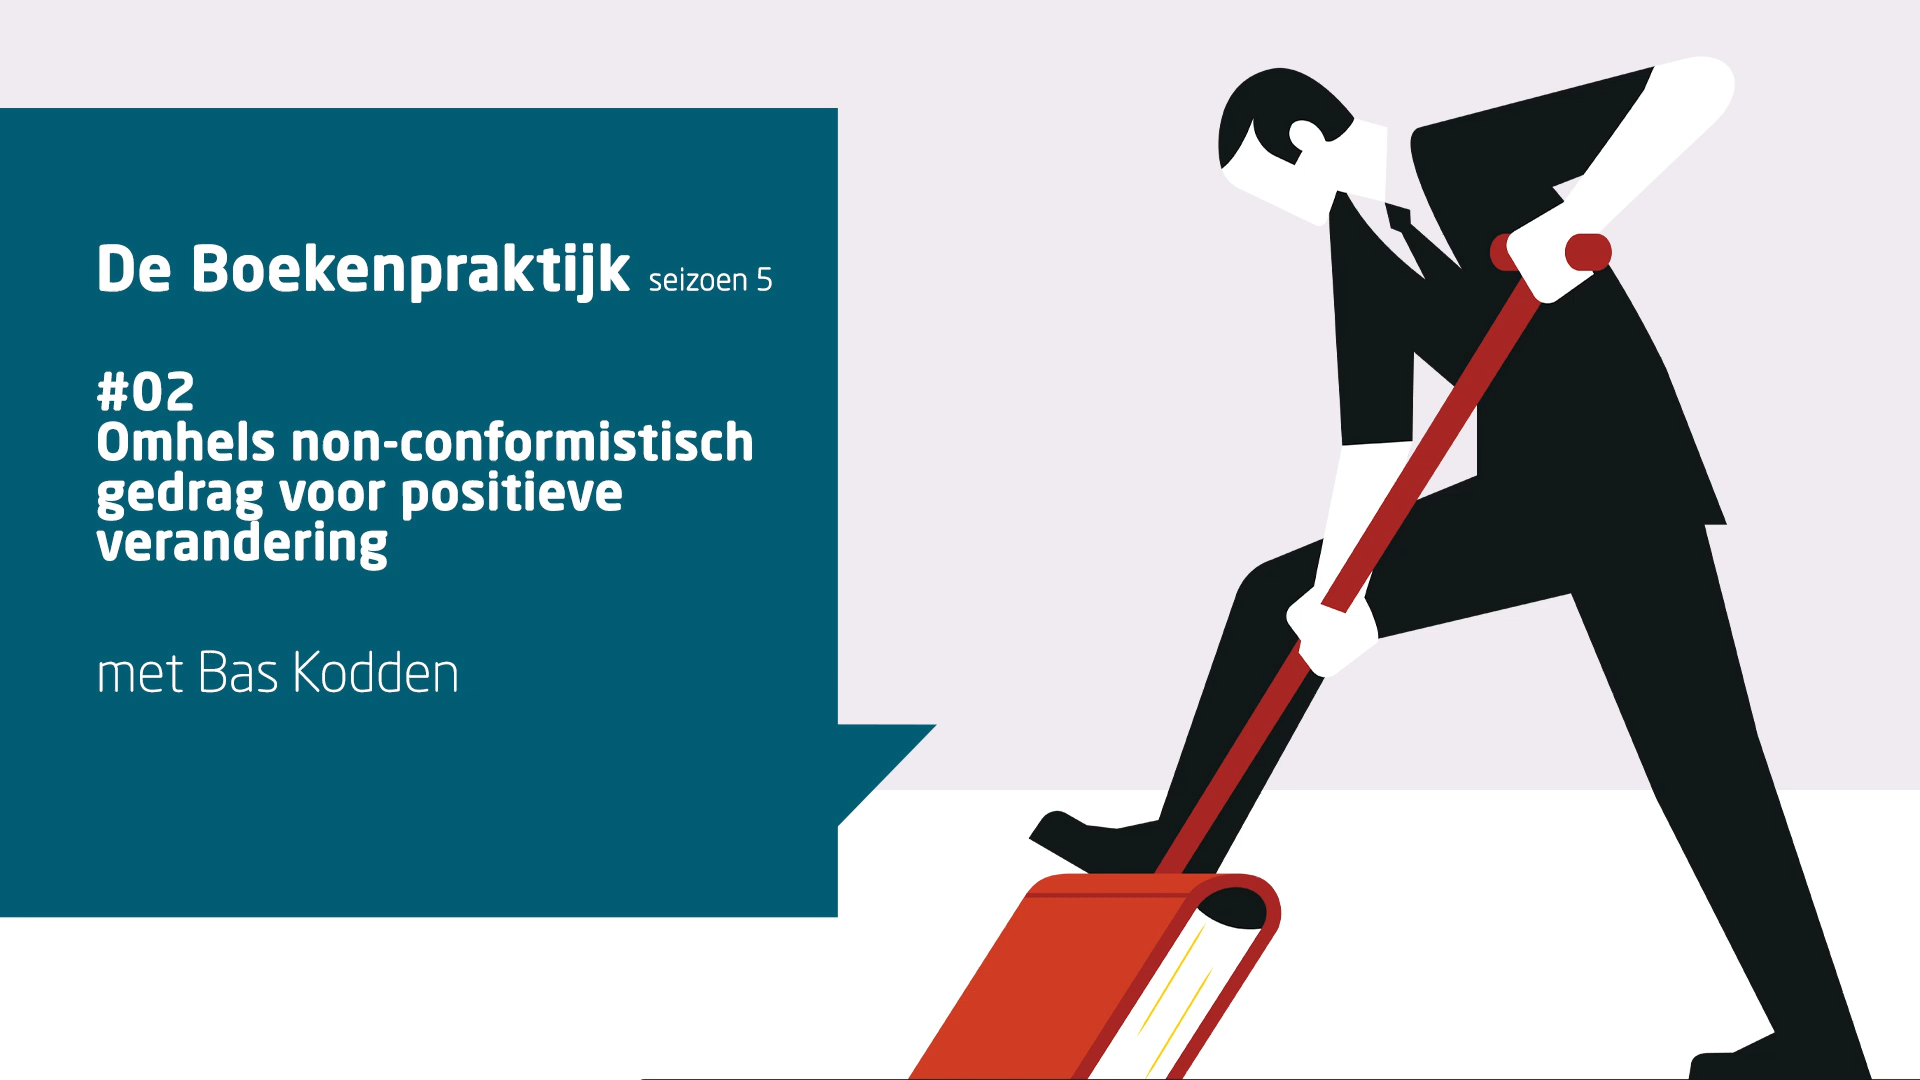 De Boekenpraktijk seizoen 5
#02
Omhels non-conformistisch
gedrag voor positieve
verandering
met Bas Kodden